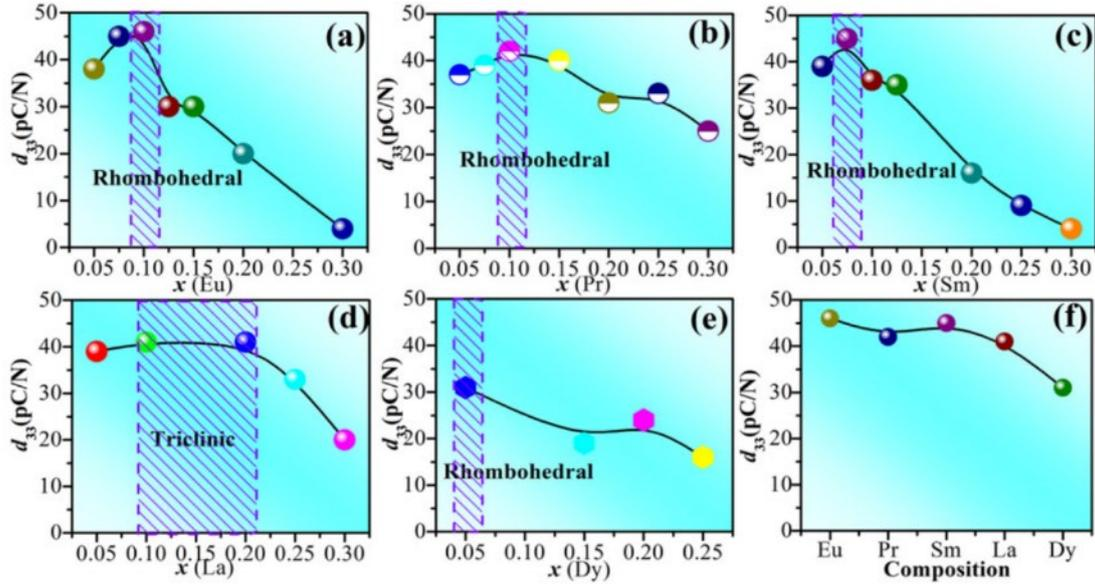 (a)
50
40
30
20
10
0
d33(pC/N)
Rhombohedral
0.05 0.10 0.15 0.20 0.25 0.30
x (Eu)
(b)
50
40
30
20
10
0
d33(pC/N)
Rhombohedral
0.05 0.10 0.15 0.20 0.25 0.30
x (Pr)
(c)
50
40
30
20
10
0
d33(pC/N)
Rhombohedral
0.05 0.10 0.15 0.20 0.25 0.30
x (Sm)
(d)
50
40
30
20
10
0
d33(pC/N)
Triclinic
0.05 0.10 0.15 0.20 0.25 0.30
x (La)
(e)
50
40
30
20
10
0
d33(pC/N)
Rhombohedral
0.05 0.10 0.15 0.20 0.25
x (Dy)
(f)
50
40
30
20
10
0
d33(pC/N)
Eu Pr Sm La Dy
Composition